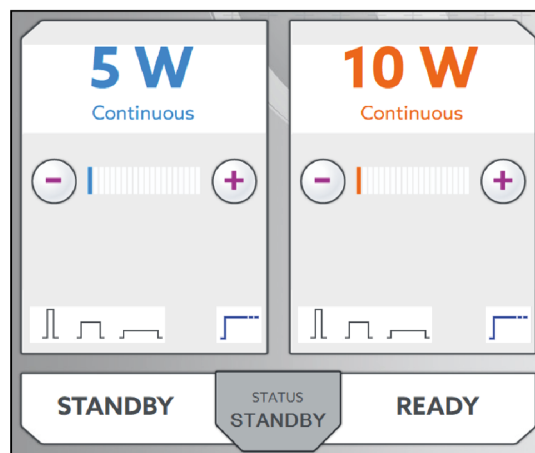 5 W
Continuous
10 W
Continuous
STANDBY
STATUS
STANDBY
READY